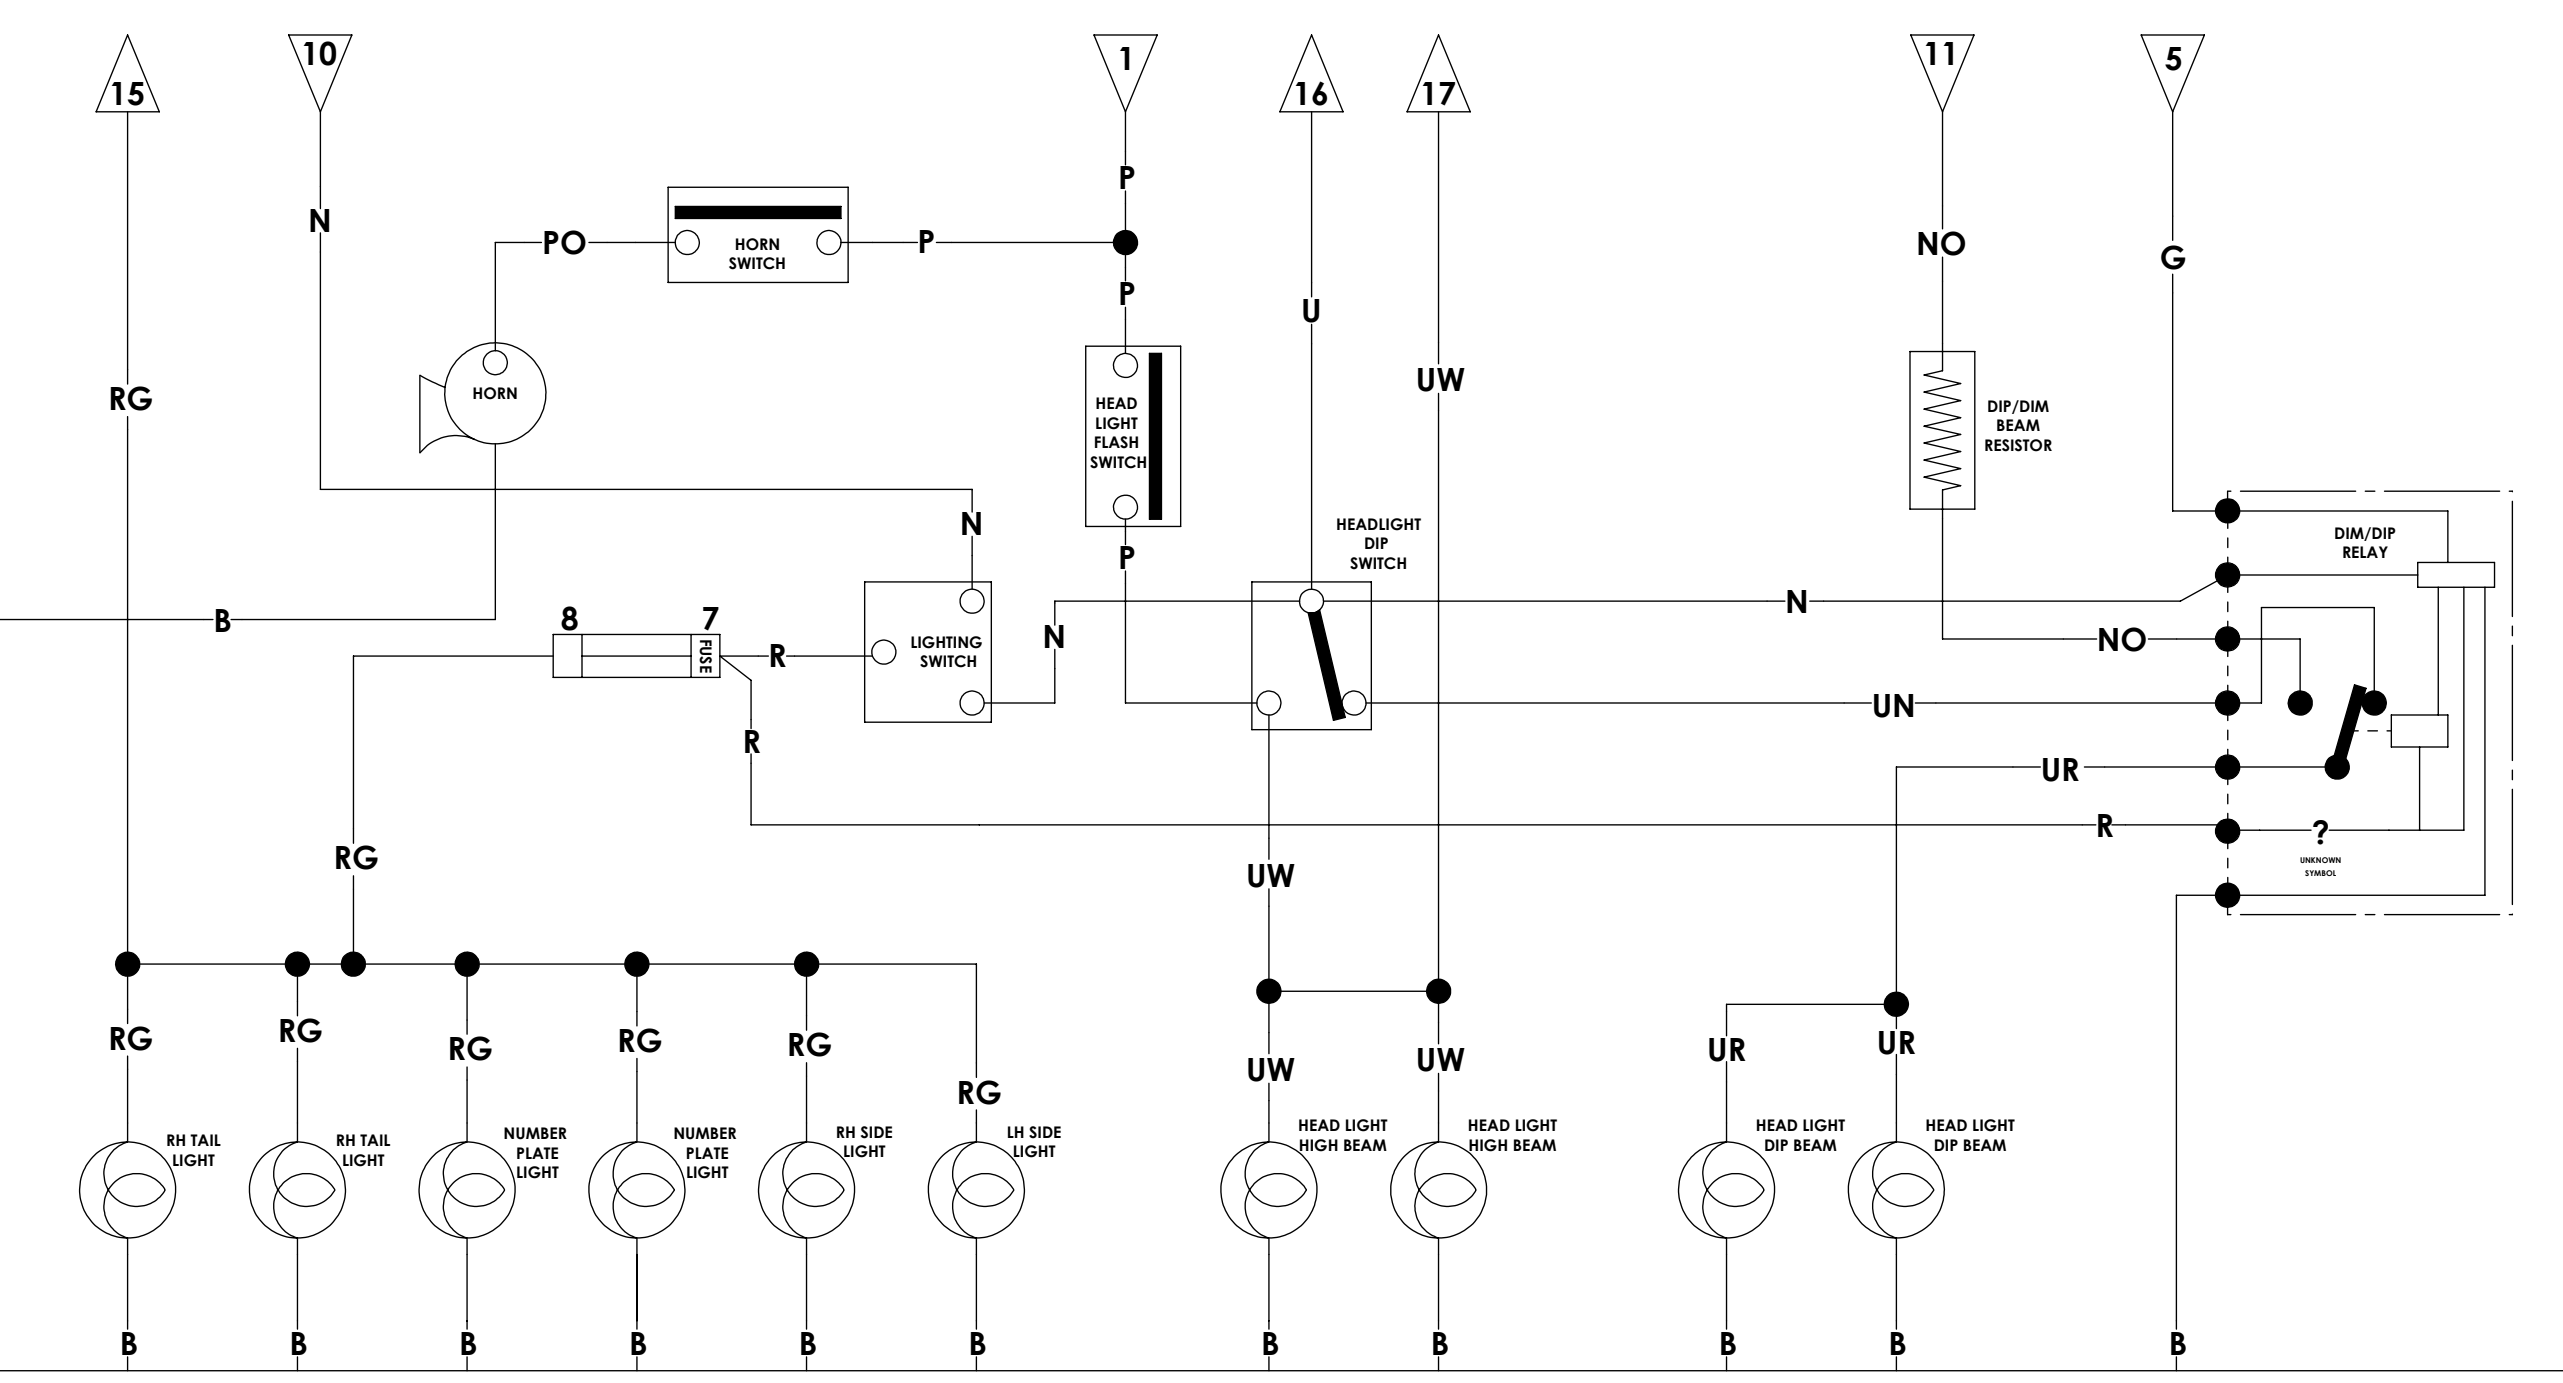 15
10
1
16
17
11
5
P
N
PO
HORN
SWITCH
P
P
NO
G
U
RG
HORN
UW
HEAD
LIGHT
FLASH
SWITCH
DIP/DIM
BEAM
RESISTOR
N
P
HEADLIGHT
DIP
SWITCH
DIM/DIP
RELAY
B
8
7
FUSE
R
LIGHTING
SWITCH
N
N
NO
UN
R
UR
R
?
UNKNOWN
SYMBOL
RG
UW
RG
RG
RG
RG
RG
RG
UW
UW
UR
UR
RH TAIL
LIGHT
RH TAIL
LIGHT
NUMBER
PLATE
LIGHT
NUMBER
PLATE
LIGHT
RH SIDE
LIGHT
LH SIDE
LIGHT
HEAD LIGHT
HIGH BEAM
HEAD LIGHT
HIGH BEAM
HEAD LIGHT
DIP BEAM
HEAD LIGHT
DIP BEAM
B
B
B
B
B
B
B
B
B
B
B